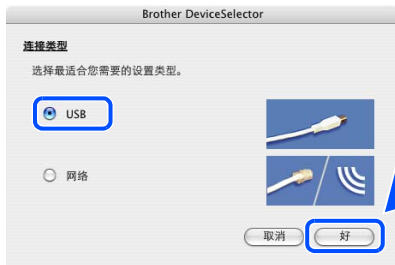 Brother DeviceSelector
连接类型
选择最适合您需要的设置类型。
USB
网络
取消 好